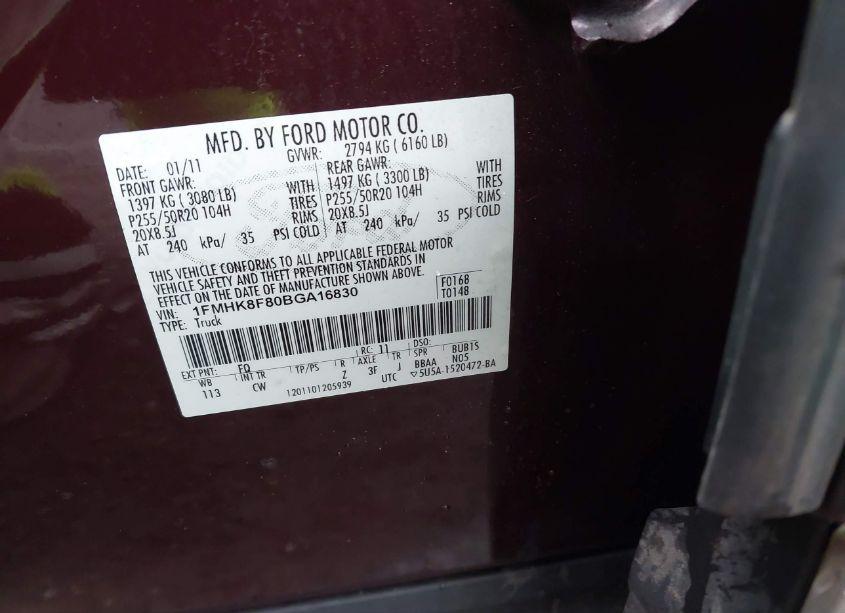 MFD. BY FORD MOTOR CO.
DATE: 01/11 GVWR: 2794 KG ( 6160 LB)
FRONT GAWR: REAR GAWR:
1397 KG ( 3080 LB) WITH 1497 KG ( 3300 LB) WITH
P255/50R20 104H TIRES P255/50R20 104H TIRES
20X8.5J RIMS 20X8.5J RIMS
AT 240 kPa/ 35 PSI COLD AT 240 kPa/ 35 PSI COLD
THIS VEHICLE CONFORMS TO ALL APPLICABLE FEDERAL MOTOR
VEHICLE SAFETY AND THEFT PREVENTION STANDARDS IN
EFFECT ON THE DATE OF MANUFACTURE SHOWN ABOVE.
VIN: 1FMHK8F80BGA16830 F0168
TYPE: Truck T0148
EXT PNT: FQ RC: 11 DSO:
WB INT TR TP/PS R AXLE TR SPR BUB1S
113 CW Z 3F J BBAA N05
1201101205939 UTC ▽5U5A-1520472-BA